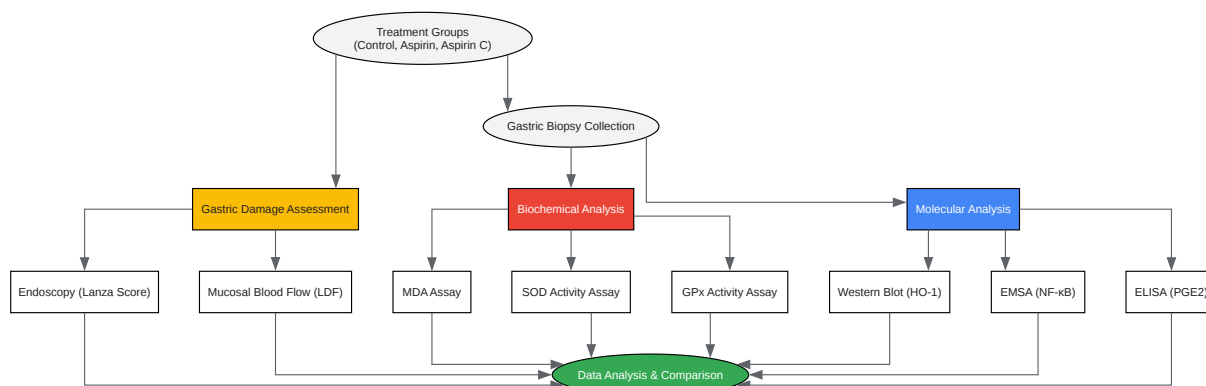 Treatment Groups
(Control, Aspirin, Aspirin C)
Gastric Biopsy Collection
Gastric Damage Assessment
Biochemical Analysis
Molecular Analysis
Endoscopy (Lanza Score)
Mucosal Blood Flow (LDF)
MDA Assay
SOD Activity Assay
GPx Activity Assay
Western Blot (HO-1)
EMSA (NF-κB)
ELISA (PGE2)
Data Analysis & Comparison